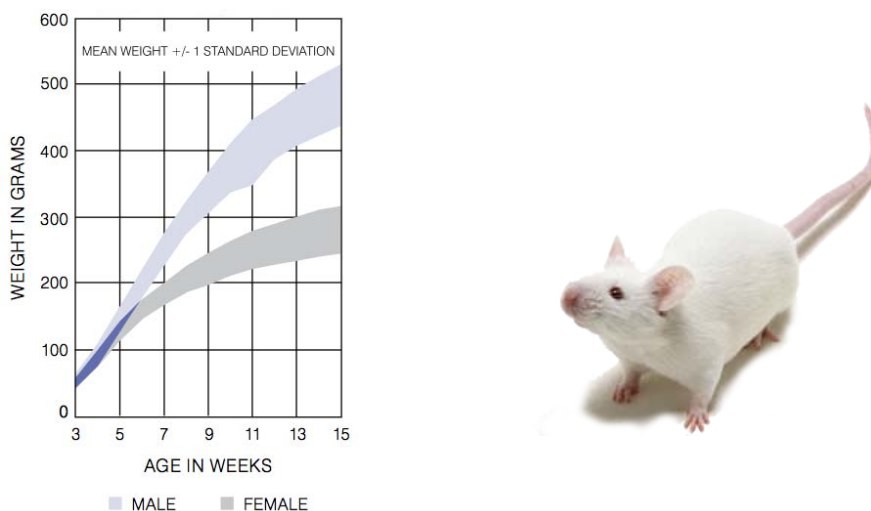 600
MEAN WEIGHT +/- 1 STANDARD DEVIATION
500
400
300
200
100
0
WEIGHT IN GRAMS
3 5 7 9 11 13 15
AGE IN WEEKS
MALE FEMALE